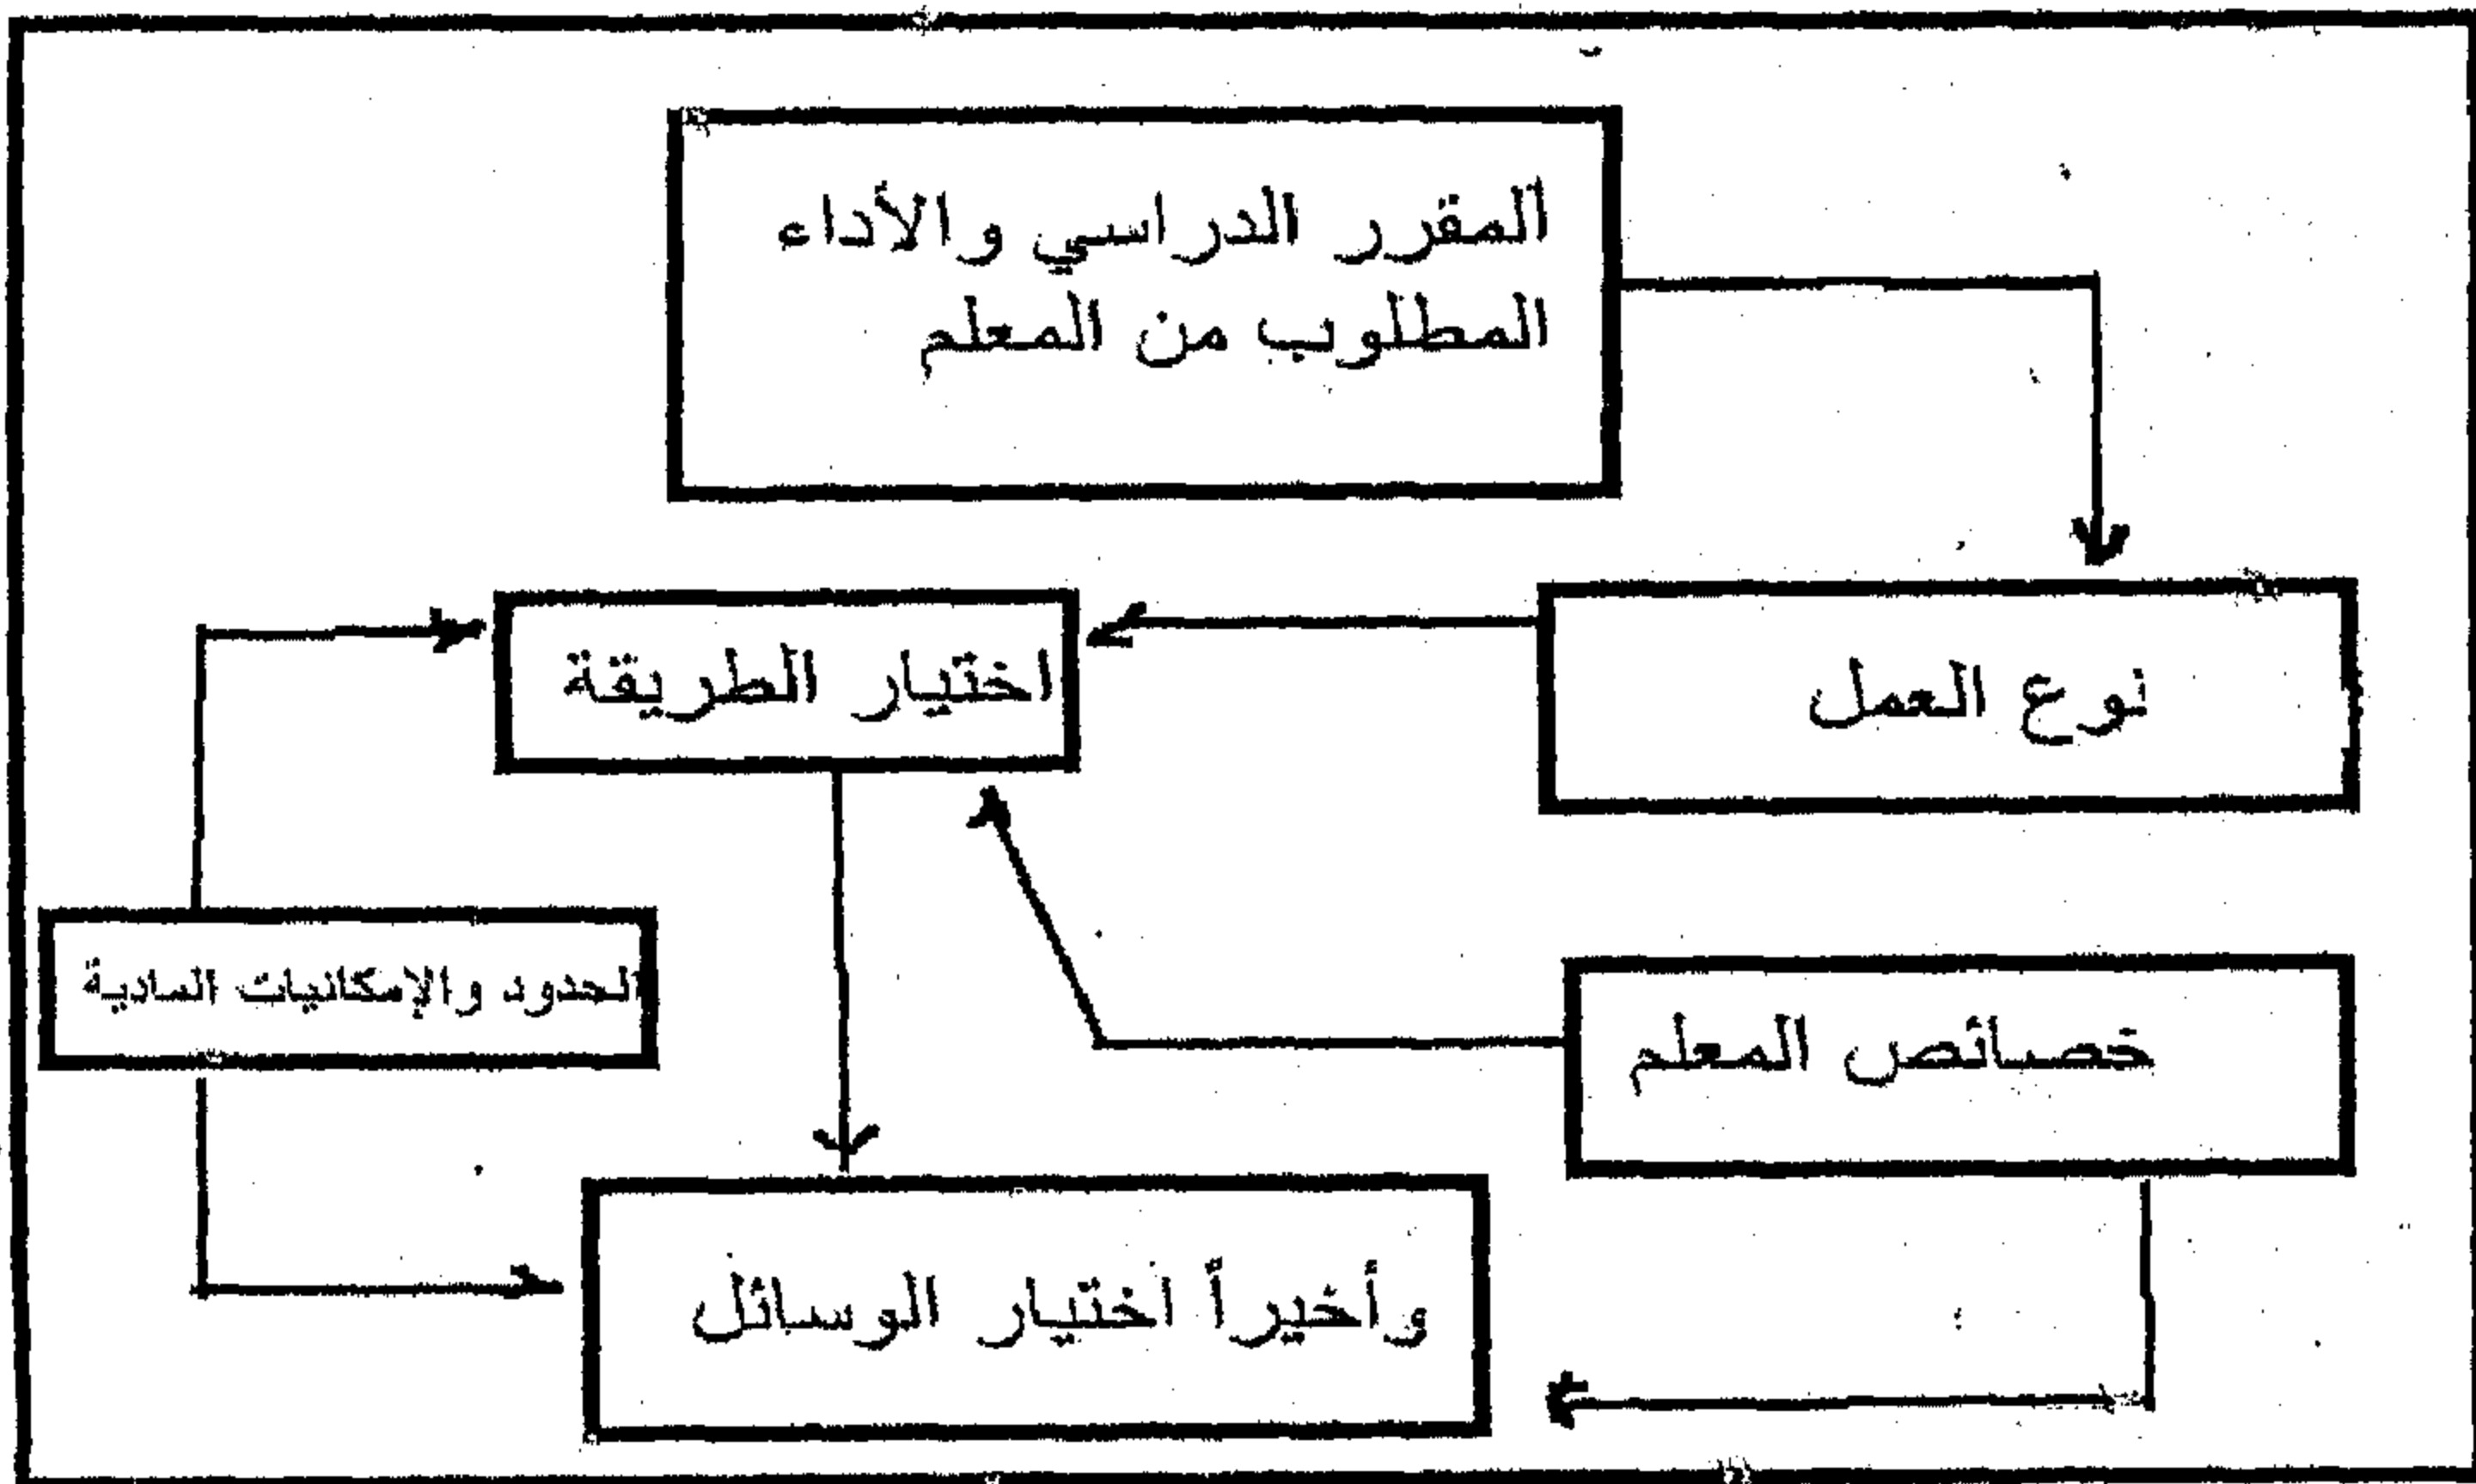 المقرر الدراسي والأداء
المطلوب من المعلم
نوع العمل
اختيار الطريقة
الحدود والإمكانيات المادية
خصائص المعلم
وأخيراً اختيار الوسائل